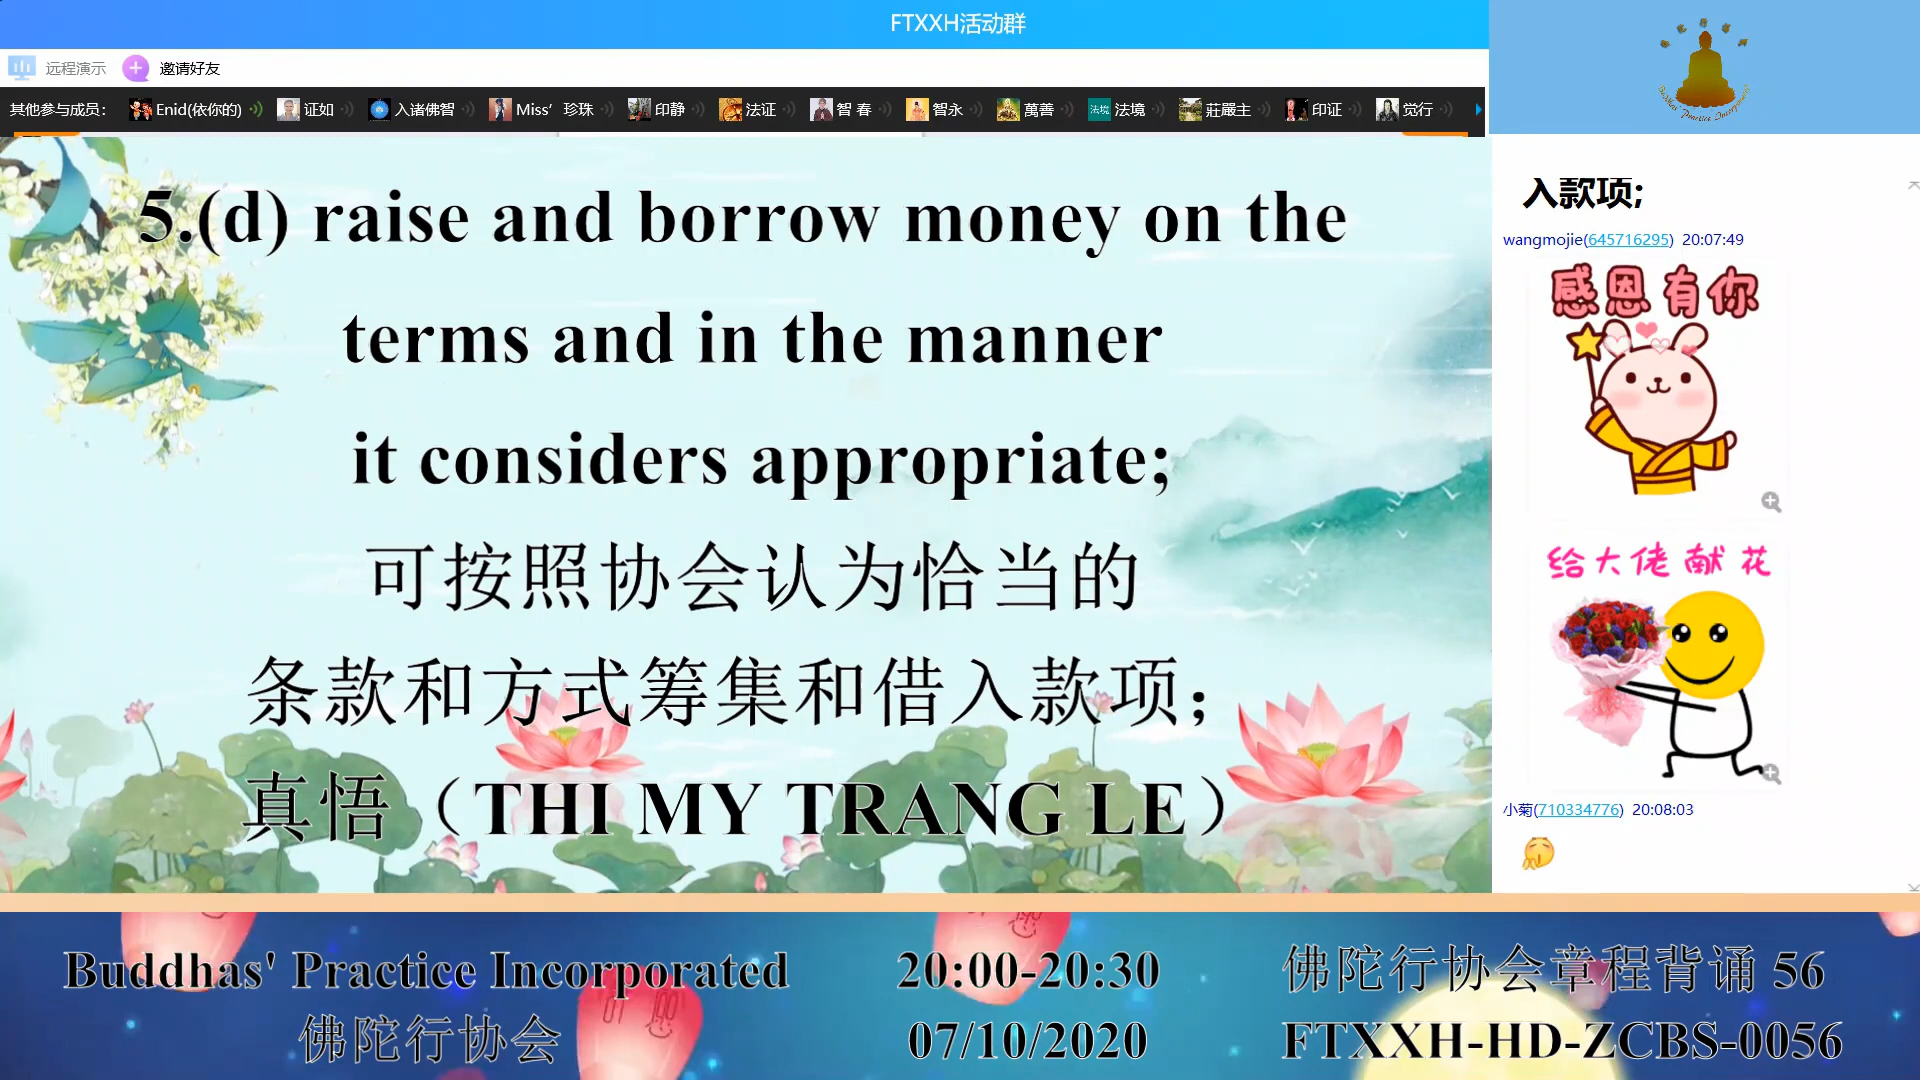 FTXXH活动群
远程演示 邀请好友
其他参与成员： Enid(依你的) 证如 入诸佛智 Miss’ 珍珠 印静 法证 智 春 智永 萬善 法境 法境 莊嚴主 印证 觉行
5.(d) raise and borrow money on the
terms and in the manner
it considers appropriate;
可按照协会认为恰当的
条款和方式筹集和借入款项；
真悟（THI MY TRANG LE）
入款项;
wangmojie(645716295) 20:07:49
感恩有你
给大佬献花
小菊(710334776) 20:08:03
Buddhas' Practice Incorporated
佛陀行协会
20:00-20:30
07/10/2020
佛陀行协会章程背诵 56
FTXXH-HD-ZCBS-0056